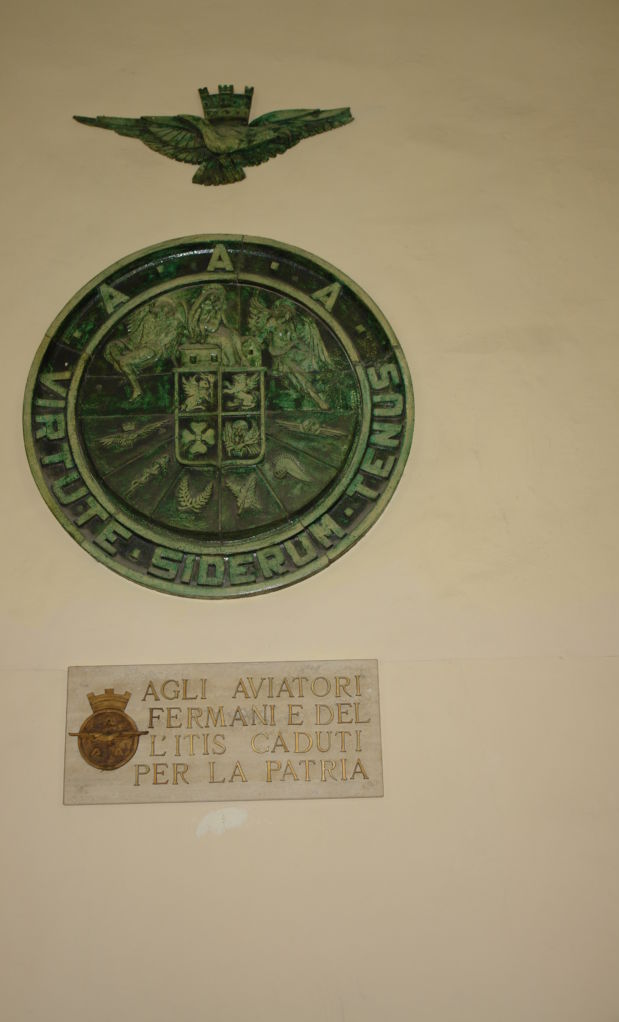 A · A · A
VIRTUTE · SIDERUM · TENUS
AGLI AVIATORI
FERMANI E DEL
L'ITIS CADUTI
PER LA PATRIA